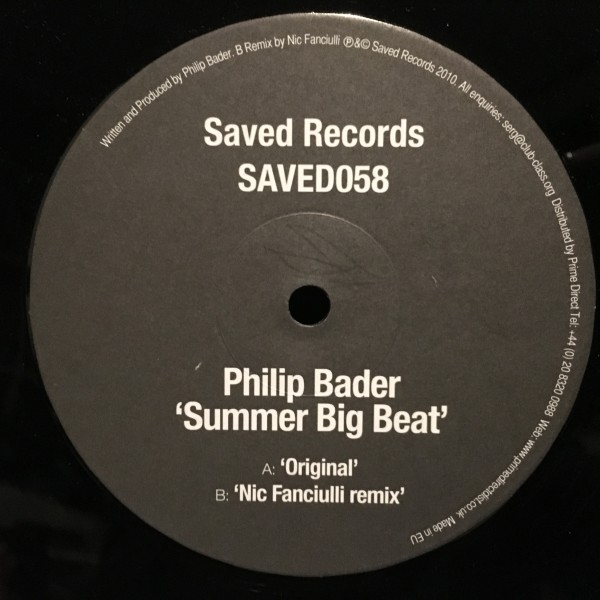 Written and Produced by Philip Bader. B Remix by Nic Fanciulli ℗&© Saved Records 2010. All enquiries: serg@club-class.org Distributed by Prime Direct Tel: +44 (0) 20 8320 0988 Web: www.primedirectdist.co.uk Made in EU
Saved Records
SAVED058
Philip Bader
‘Summer Big Beat’
A: ‘Original’
B: ‘Nic Fanciulli remix’